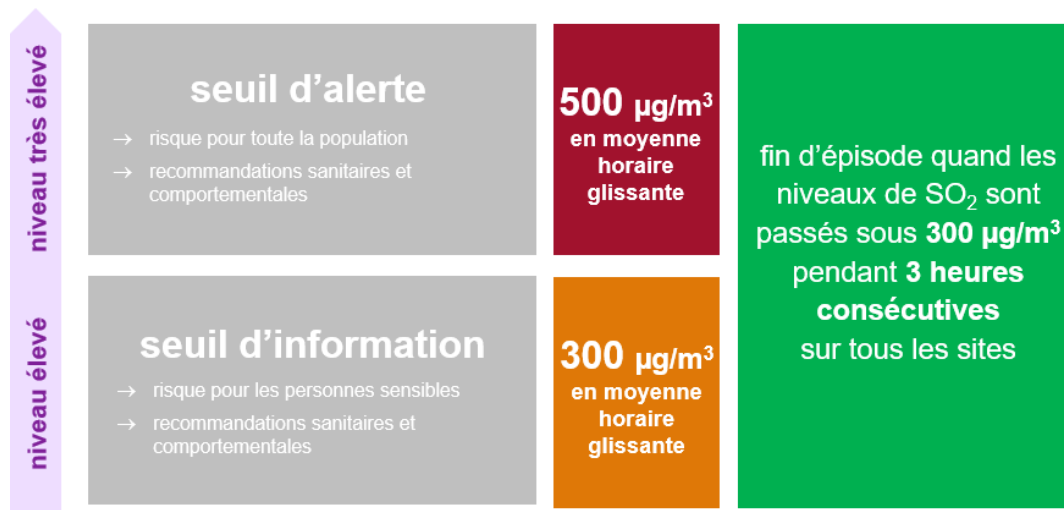 niveau très élevé
seuil d’alerte
→ risque pour toute la population
→ recommandations sanitaires et
comportementales
500 µg/m³
en moyenne
horaire
glissante
niveau élevé
seuil d’information
→ risque pour les personnes sensibles
→ recommandations sanitaires et
comportementales
300 µg/m³
en moyenne
horaire
glissante
fin d’épisode quand les
niveaux de SO₂ sont
passés sous 300 µg/m³
pendant 3 heures
consécutives
sur tous les sites